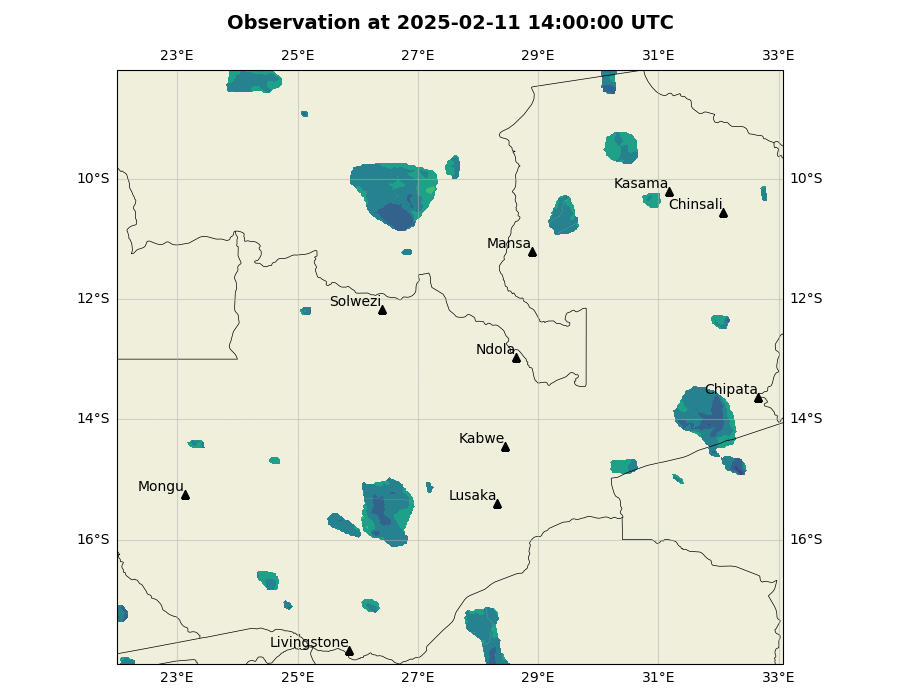 Observation at 2025-02-11 14:00:00 UTC
23°E 25°E 27°E 29°E 31°E 33°E
10°S 10°S
Kasama
Chinsali
Mansa
12°S 12°S
Solwezi
Ndola
Chipata
14°S 14°S
Kabwe
Mongu
Lusaka
16°S 16°S
Livingstone
23°E 25°E 27°E 29°E 31°E 33°E